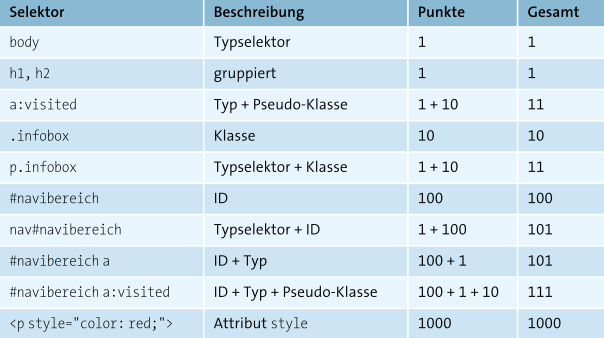 Selektor Beschreibung Punkte Gesamt
body Typselektor 1 1
h1, h2 gruppiert 1 1
a:visited Typ + Pseudo-Klasse 1 + 10 11
.infobox Klasse 10 10
p.infobox Typselektor + Klasse 1 + 10 11
#navibereich ID 100 100
nav#navibereich Typselektor + ID 1 + 100 101
#navibereich a ID + Typ 100 + 1 101
#navibereich a:visited ID + Typ + Pseudo-Klasse 100 + 1 + 10 111
<p style="color: red;"> Attribut style 1000 1000